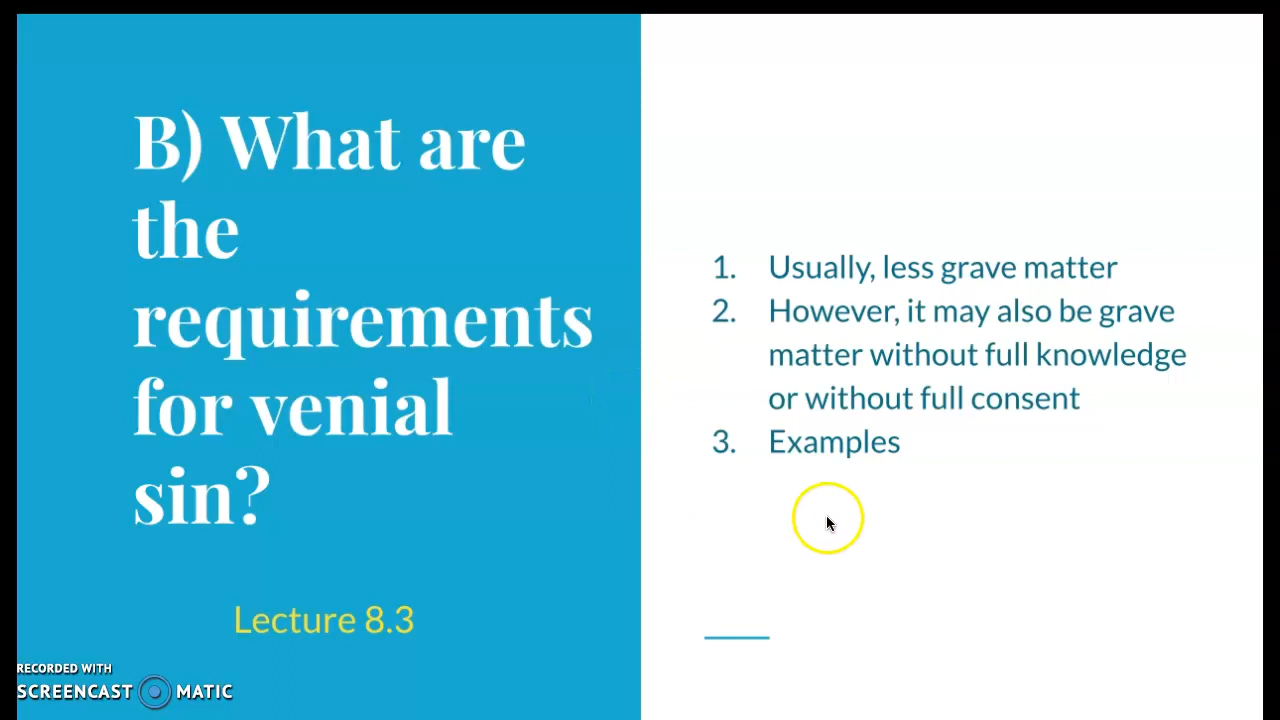 B) What are
the
requirements
for venial
sin?
Lecture 8.3
1. Usually, less grave matter
2. However, it may also be grave
matter without full knowledge
or without full consent
3. Examples
RECORDED WITH
SCREENCAST MATIC